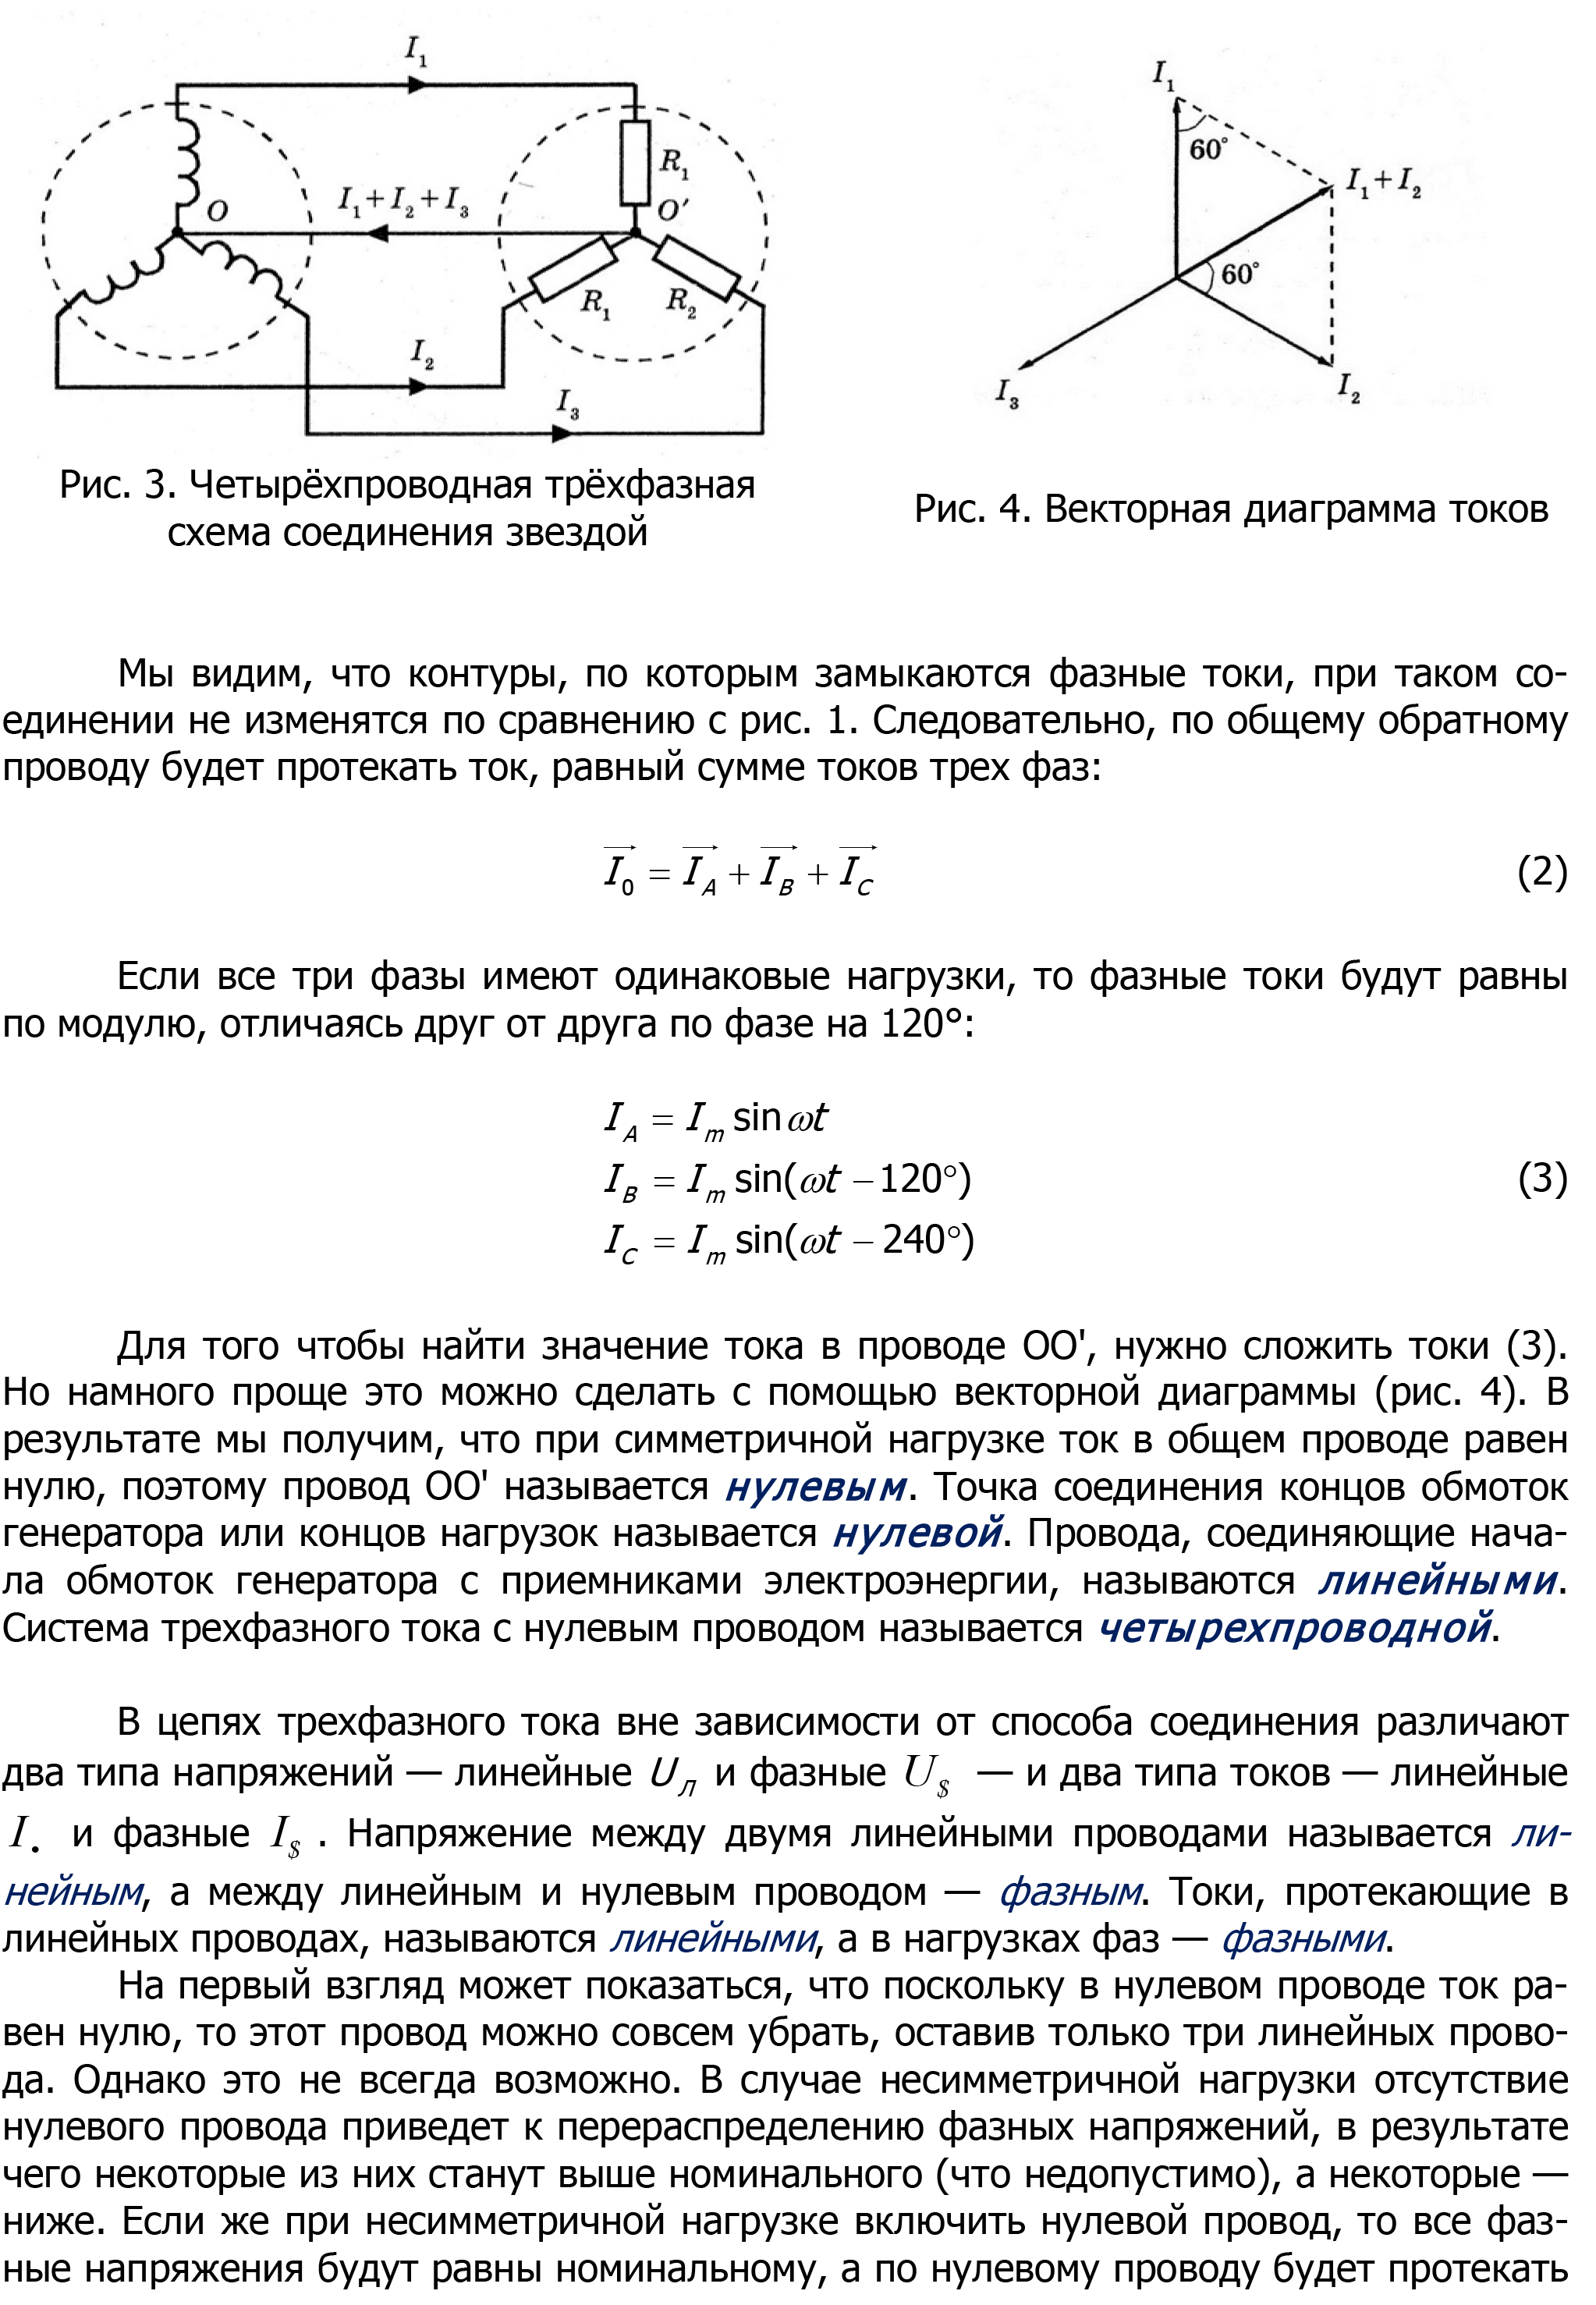 I₁
I₁+I₂+I₃
O
O'
R₁
R₁
R₂
I₂
I₃
I₁
60°
I₁+I₂
60°
I₃
I₂
Рис. 3. Четырёхпроводная трёхфазная
схема соединения звездой
Рис. 4. Векторная диаграмма токов
Мы видим, что контуры, по которым замыкаются фазные токи, при таком со-
единении не изменятся по сравнению с рис. 1. Следовательно, по общему обратному
проводу будет протекать ток, равный сумме токов трех фаз:
I₀ = I_A + I_B + I_C (2)
Если все три фазы имеют одинаковые нагрузки, то фазные токи будут равны
по модулю, отличаясь друг от друга по фазе на 120°:
I_A = I_m sin ωt
I_B = I_m sin(ωt − 120°) (3)
I_C = I_m sin(ωt − 240°)
Для того чтобы найти значение тока в проводе ОО', нужно сложить токи (3).
Но намного проще это можно сделать с помощью векторной диаграммы (рис. 4). В
результате мы получим, что при симметричной нагрузке ток в общем проводе равен
нулю, поэтому провод ОО' называется нулевым. Точка соединения концов обмоток
генератора или концов нагрузок называется нулевой. Провода, соединяющие нача-
ла обмоток генератора с приемниками электроэнергии, называются линейными.
Система трехфазного тока с нулевым проводом называется четырехпроводной.
В цепях трехфазного тока вне зависимости от способа соединения различают
два типа напряжений — линейные U_Л и фазные U_$ — и два типа токов — линейные
I. и фазные I_$ . Напряжение между двумя линейными проводами называется ли-
нейным, а между линейным и нулевым проводом — фазным. Токи, протекающие в
линейных проводах, называются линейными, а в нагрузках фаз — фазными.
На первый взгляд может показаться, что поскольку в нулевом проводе ток ра-
вен нулю, то этот провод можно совсем убрать, оставив только три линейных прово-
да. Однако это не всегда возможно. В случае несимметричной нагрузки отсутствие
нулевого провода приведет к перераспределению фазных напряжений, в результате
чего некоторые из них станут выше номинального (что недопустимо), а некоторые —
ниже. Если же при несимметричной нагрузке включить нулевой провод, то все фаз-
ные напряжения будут равны номинальному, а по нулевому проводу будет протекать